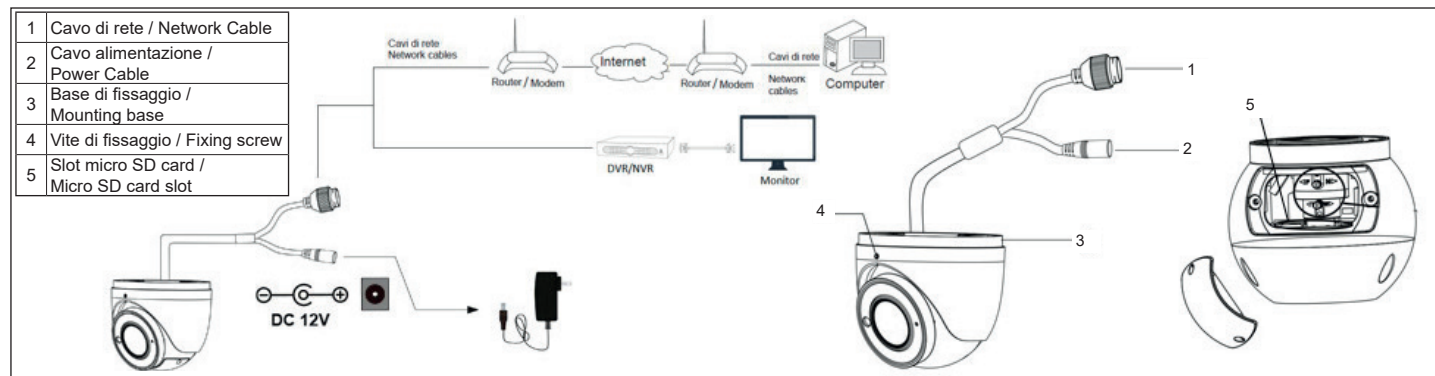 1 Cavo di rete / Network Cable
2 Cavo alimentazione /
Power Cable
3 Base di fissaggio /
Mounting base
4 Vite di fissaggio / Fixing screw
5 Slot micro SD card /
Micro SD card slot
Cavi di rete
Network cables
Router / Modem
Internet
Router / Modem
Cavi di rete
Network
cables
Computer
DVR/NVR
Monitor
DC 12V
1
2
3
4
5